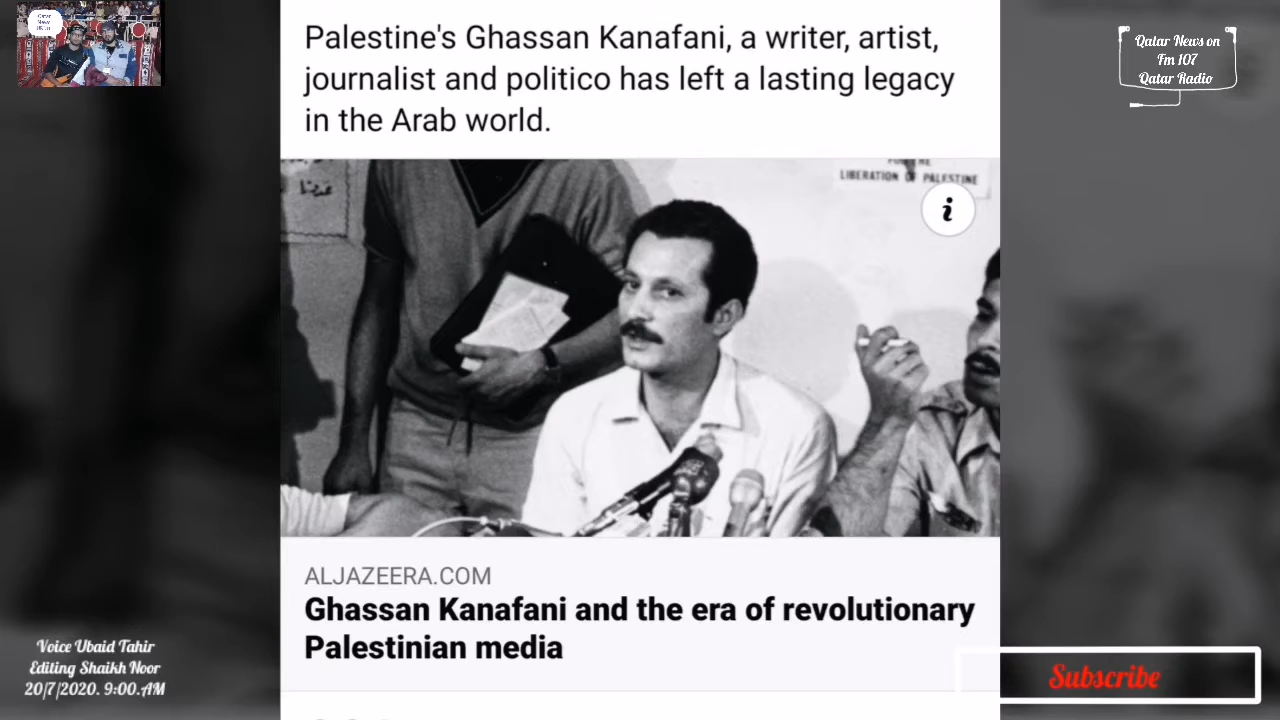 Palestine's Ghassan Kanafani, a writer, artist,
journalist and politico has left a lasting legacy
in the Arab world.
Qatar News on
Fm 107
Qatar Radio
LIBERATION OF PALESTINE
i
ALJAZEERA.COM
Ghassan Kanafani and the era of revolutionary
Palestinian media
Voice Ubaid Tahir
Editing Shaikh Noor
20/7/2020. 9:00.AM
Subscribe